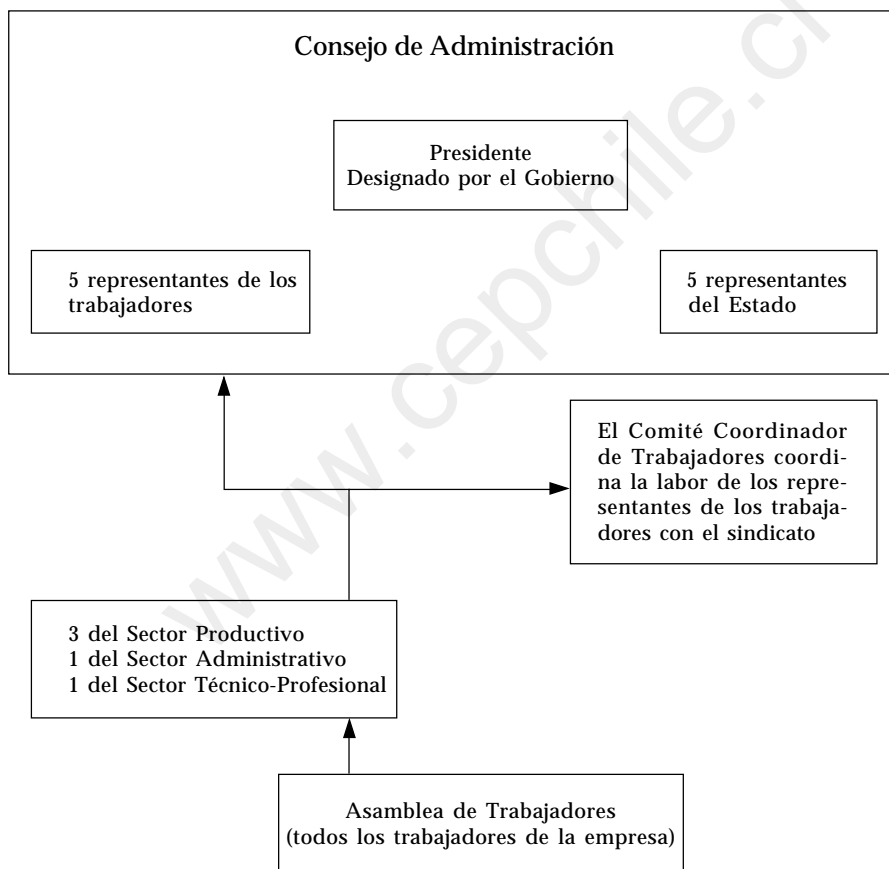 Consejo de Administración
Presidente
Designado por el Gobierno
5 representantes de los
trabajadores
5 representantes
del Estado
El Comité Coordinador
de Trabajadores coordi-
na la labor de los repre-
sentantes de los trabaja-
dores con el sindicato
3 del Sector Productivo
1 del Sector Administrativo
1 del Sector Técnico-Profesional
Asamblea de Trabajadores
(todos los trabajadores de la empresa)
www.cepchile.cl